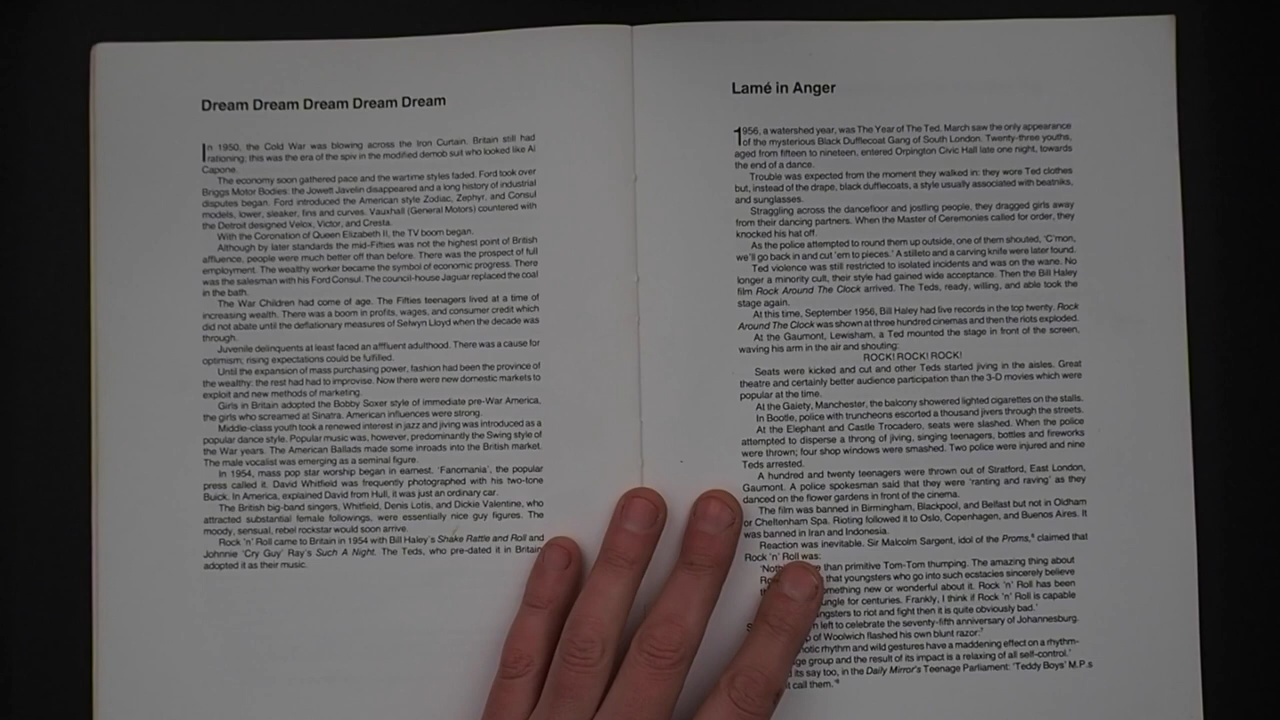 Dream Dream Dream Dream Dream
In 1950, the Cold War was blowing across the Iron Curtain. Britain still had
rationing; this was the era of the spiv in the modified demob suit who looked like Al
Capone.
The economy soon gathered pace and the wartime styles faded. Ford took over
Briggs Motor Bodies: the Jowett Javelin disappeared and a long history of industrial
disputes began. Ford introduced the American style Zodiac, Zephyr, and Consul
models, lower, sleaker, fins and curves. Vauxhall (General Motors) countered with
the Detroit designed Velox, Victor, and Cresta.
With the Coronation of Queen Elizabeth II, the TV boom began.
Although by later standards the mid-Fifties was not the highest point of British
affluence, people were much better off than before. There was the prospect of full
employment. The wealthy worker became the symbol of economic progress. There
was the salesman with his Ford Consul. The council-house Jaguar replaced the coal
in the bath.
The War Children had come of age. The Fifties teenagers lived at a time of
increasing wealth. There was a boom in profits, wages, and consumer credit which
did not abate until the deflationary measures of Selwyn Lloyd when the decade was
through.
Juvenile delinquents at least faced an affluent adulthood. There was a cause for
optimism; rising expectations could be fulfilled.
Until the expansion of mass purchasing power, fashion had been the province of
the wealthy: the rest had had to improvise. Now there were new domestic markets to
exploit and new methods of marketing.
Girls in Britain adopted the Bobby Soxer style of immediate pre-War America,
the girls who screamed at Sinatra. American influences were strong.
Middle-class youth took a renewed interest in jazz and jiving was introduced as a
popular dance style. Popular music was, however, predominantly the Swing style of
the War years. The American Ballads made some inroads into the British market.
The male vocalist was emerging as a seminal figure.
In 1954, mass pop star worship began in earnest. 'Fanomania', the popular
press called it. David Whitfield was frequently photographed with his two-tone
Buick. In America, explained David from Hull, it was just an ordinary car.
The British big-band singers, Whitfield, Denis Lotis, and Dickie Valentine, who
attracted substantial female followings, were essentially nice guy figures. The
moody, sensual, rebel rockstar would soon arrive.
Rock 'n' Roll came to Britain in 1954 with Bill Haley's Shake Rattle and Roll and
Johnnie 'Cry Guy' Ray's Such A Night. The Teds, who pre-dated it in Britain
adopted it as their music.
Lamé in Anger
1956, a watershed year, was The Year of The Ted. March saw the only appearance
of the mysterious Black Dufflecoat Gang of South London. Twenty-three youths,
aged from fifteen to nineteen, entered Orpington Civic Hall late one night, towards
the end of a dance.
Trouble was expected from the moment they walked in: they wore Ted clothes
but, instead of the drape, black dufflecoats, a style usually associated with beatniks,
and sunglasses.
Straggling across the dancefloor and jostling people, they dragged girls away
from their dancing partners. When the Master of Ceremonies called for order, they
knocked his hat off.
As the police attempted to round them up outside, one of them shouted, 'C'mon,
we'll go back in and cut 'em to pieces.' A stilleto and a carving knife were later found.
Ted violence was still restricted to isolated incidents and was on the wane. No
longer a minority cult, their style had gained wide acceptance. Then the Bill Haley
film Rock Around The Clock arrived. The Teds, ready, willing, and able took the
stage again.
At this time, September 1956, Bill Haley had live records in the top twenty. Rock
Around The Clock was shown at three hundred cinemas and then the riots exploded.
At the Gaumont, Lewisham, a Ted mounted the stage in front of the screen,
waving his arm in the air and shouting:
ROCK! ROCK! ROCK!
Seats were kicked and cut and other Teds started jiving in the aisles. Great
theatre and certainly better audience participation than the 3-D movies which were
popular at the time.
At the Gaiety, Manchester, the balcony showered lighted cigarettes on the stalls.
In Bootle, police with truncheons escorted a thousand jivers through the streets.
At the Elephant and Castle Trocadero, seats were slashed. When the police
attempted to disperse a throng of jiving, singing teenagers, bottles and fireworks
were thrown; four shop windows were smashed. Two police were injured and nine
Teds arrested.
A hundred and twenty teenagers were thrown out of Stratford, East London,
Gaumont. A police spokesman said that they were 'ranting and raving' as they
danced on the flower gardens in front of the cinema.
The film was banned in Birmingham, Blackpool, and Belfast but not in Oldham
or Cheltenham Spa. Rioting followed it to Oslo, Copenhagen, and Buenos Aires. It
was banned in Iran and Indonesia.
Reaction was inevitable. Sir Malcolm Sargent, idol of the Proms,⁶ claimed that
Rock 'n' Roll was:
than primitive Tom-Tom thumping. The amazing thing about
that youngsters who go into such ecstacies sincerely believe
something new or wonderful about it. Rock 'n' Roll has been
jungle for centuries. Frankly, I think if Rock 'n' Roll is capable
youngsters to riot and fight then it is quite obviously bad.'
left to celebrate the seventy-fifth anniversary of Johannesburg.
of Woolwich flashed his own blunt razor:⁷
rhythm and wild gestures have a maddening effect on a rhythm-
age group and the result of its impact is a relaxing of all self-control.'
its say too, in the Daily Mirror's Teenage Parliament: 'Teddy Boys' M.P.s
call them.'⁸